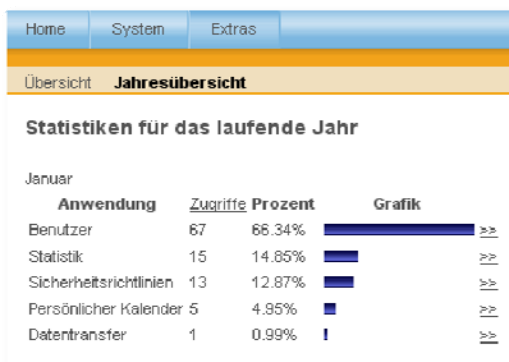 Home System Extras
Übersicht Jahresübersicht
Statistiken für das laufende Jahr
Januar
Anwendung Zugriffe Prozent Grafik
Benutzer 67 66.34% >>
Statistik 15 14.85% >>
Sicherheitsrichtlinien 13 12.87% >>
Persönlicher Kalender 5 4.95% >>
Datentransfer 1 0.99% >>